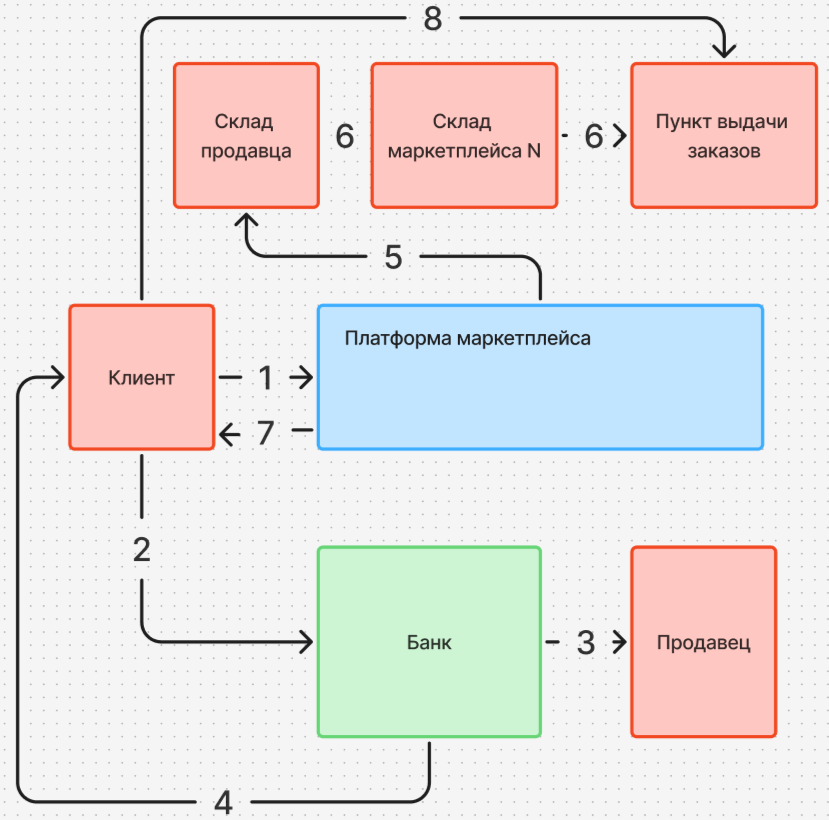 8
Склад
продавца
6
Склад
маркетплейса N
6
Пункт выдачи
заказов
5
Платформа маркетплейса
Клиент
1
7
2
Банк
3
Продавец
4